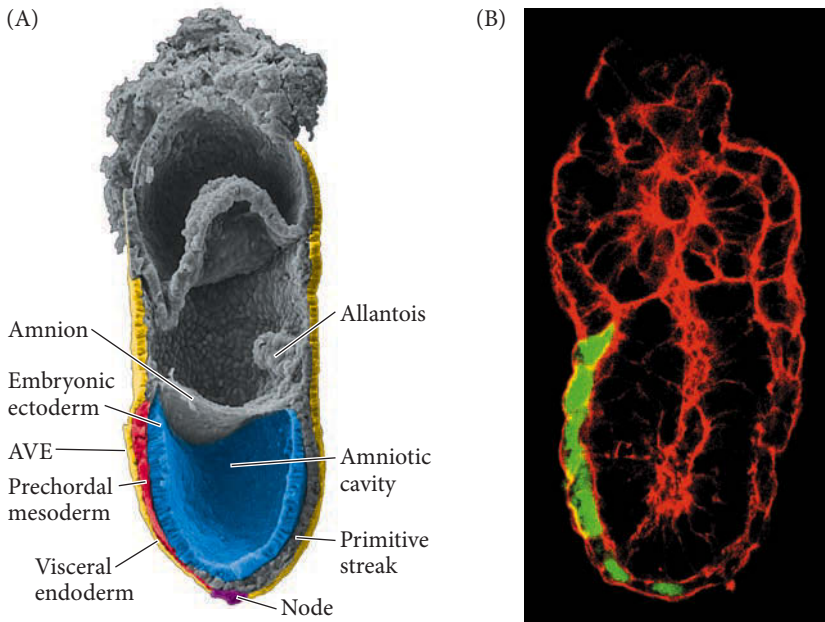 (A)
(B)
Amnion
Embryonic
ectoderm
AVE
Prechordal
mesoderm
Visceral
endoderm
Allantois
Amniotic
cavity
Primitive
streak
Node